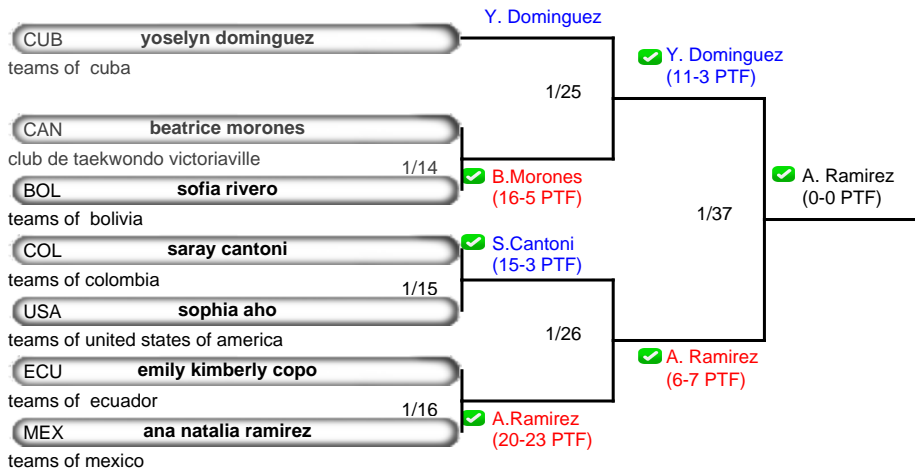 Y. Dominguez
CUB yoselyn dominguez
teams of cuba
Y. Dominguez
(11-3 PTF)
1/25
CAN beatrice morones
club de taekwondo victoriaville
1/14
BOL sofia rivero
teams of bolivia
B.Morones
(16-5 PTF)
A. Ramirez
(0-0 PTF)
1/37
COL saray cantoni
teams of colombia
S.Cantoni
(15-3 PTF)
1/15
USA sophia aho
teams of united states of america
1/26
ECU emily kimberly copo
teams of ecuador
A. Ramirez
(6-7 PTF)
1/16
MEX ana natalia ramirez
teams of mexico
A.Ramirez
(20-23 PTF)